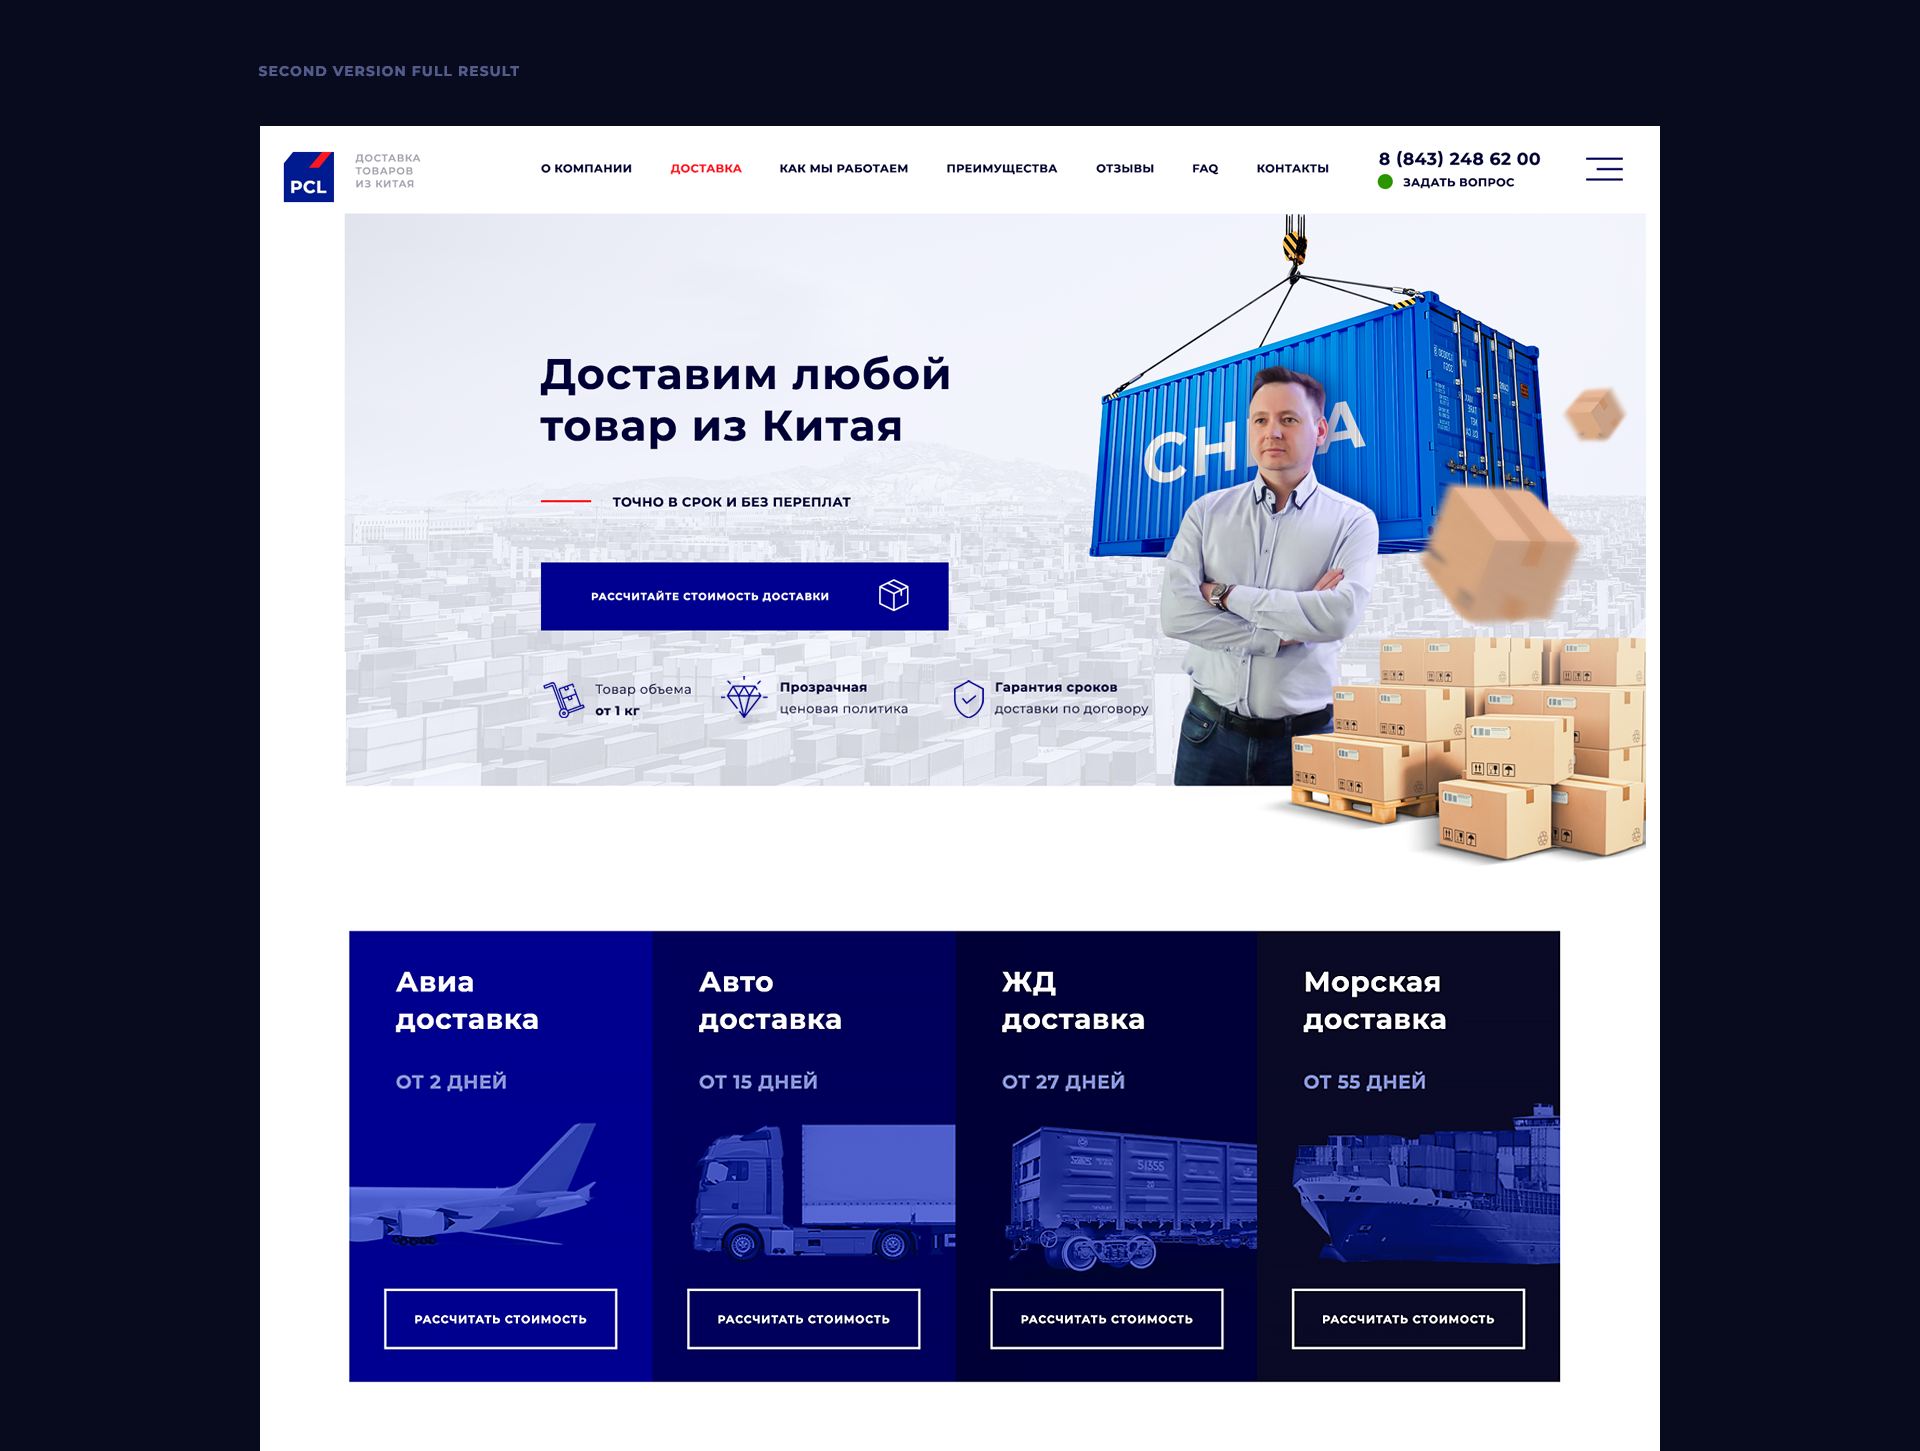 SECOND VERSION FULL RESULT
PCL
ДОСТАВКА
ТОВАРОВ
ИЗ КИТАЯ
О КОМПАНИИ
ДОСТАВКА
КАК МЫ РАБОТАЕМ
ПРЕИМУЩЕСТВА
ОТЗЫВЫ
FAQ
КОНТАКТЫ
8 (843) 248 62 00
ЗАДАТЬ ВОПРОС
Доставим любой
товар из Китая
ТОЧНО В СРОК И БЕЗ ПЕРЕПЛАТ
РАССЧИТАЙТЕ СТОИМОСТЬ ДОСТАВКИ
Товар объема
от 1 кг
Прозрачная
ценовая политика
Гарантия сроков
доставки по договору
Авиа
доставка
ОТ 2 ДНЕЙ
РАССЧИТАТЬ СТОИМОСТЬ
Авто
доставка
ОТ 15 ДНЕЙ
РАССЧИТАТЬ СТОИМОСТЬ
ЖД
доставка
ОТ 27 ДНЕЙ
51355
РАССЧИТАТЬ СТОИМОСТЬ
Морская
доставка
ОТ 55 ДНЕЙ
РАССЧИТАТЬ СТОИМОСТЬ